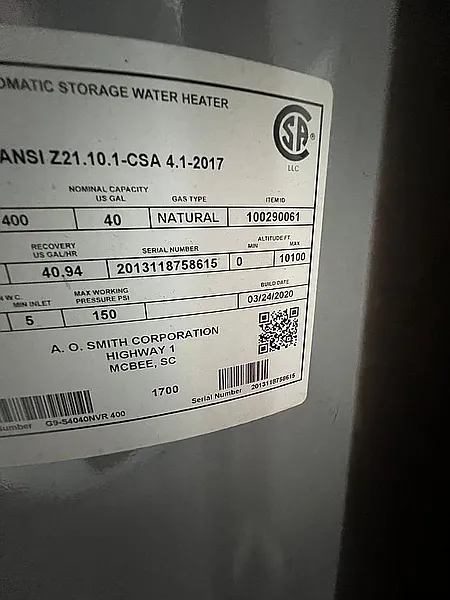 OMATIC STORAGE WATER HEATER
SA ®
LLC
ANSI Z21.10.1-CSA 4.1-2017
NOMINAL CAPACITY US GAL GAS TYPE ITEM ID
400 40 NATURAL 100290061
RECOVERY US GAL/HR SERIAL NUMBER ALTITUDE FT. MIN MAX
40.94 2013118758615 0 10100
W.C. MIN INLET MAX WORKING PRESSURE PSI BUILD DATE
5 150 03/24/2020
A. O. SMITH CORPORATION
HIGHWAY 1
MCBEE, SC
1700
umber G9-S4040NVR 400
Serial Number 2013118758615